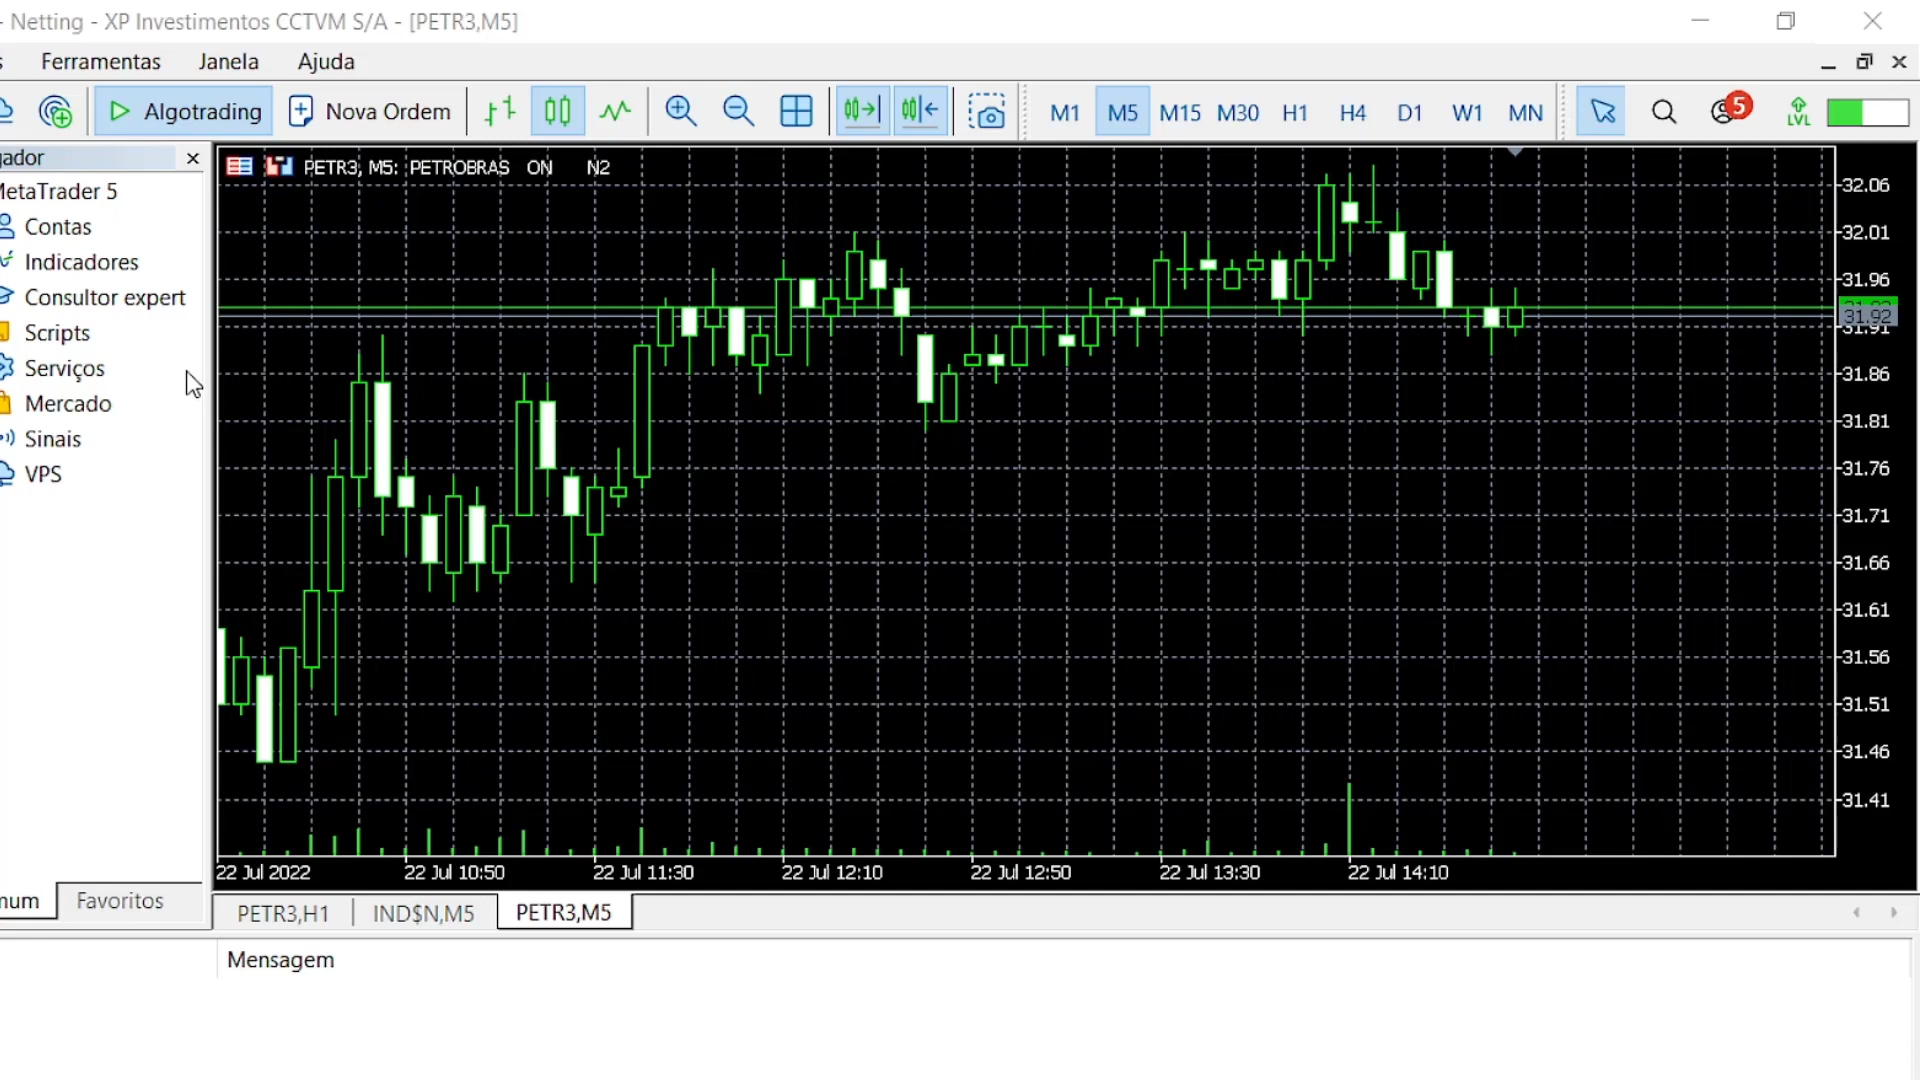 - Netting - XP Investimentos CCTVM S/A - [PETR3,M5]
s Ferramentas Janela Ajuda
Algotrading Nova Ordem M1 M5 M15 M30 H1 H4 D1 W1 MN 5 LVL
gador
MetaTrader 5
Contas
Indicadores
Consultor expert
Scripts
Serviços
Mercado
Sinais
VPS
num Favoritos
PETR3, M5: PETROBRAS ON N2
32.06
32.01
31.96
31.92
31.91
31.86
31.81
31.76
31.71
31.66
31.61
31.56
31.51
31.46
31.41
22 Jul 2022 22 Jul 10:50 22 Jul 11:30 22 Jul 12:10 22 Jul 12:50 22 Jul 13:30 22 Jul 14:10
PETR3,H1 IND$N,M5 PETR3,M5
Mensagem